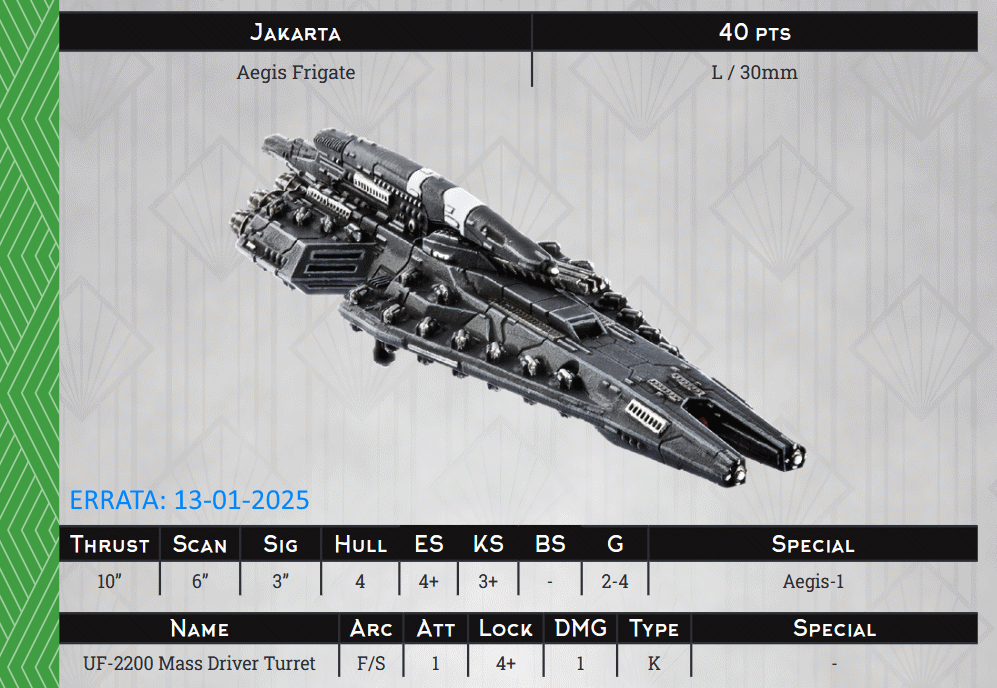 Jakarta 40 pts
Aegis Frigate L / 30mm
ERRATA: 13-01-2025
Thrust Scan Sig Hull ES KS BS G Special
10" 6" 3" 4 4+ 3+ - 2-4 Aegis-1
Name Arc Att Lock DMG Type Special
UF-2200 Mass Driver Turret F/S 1 4+ 1 K -